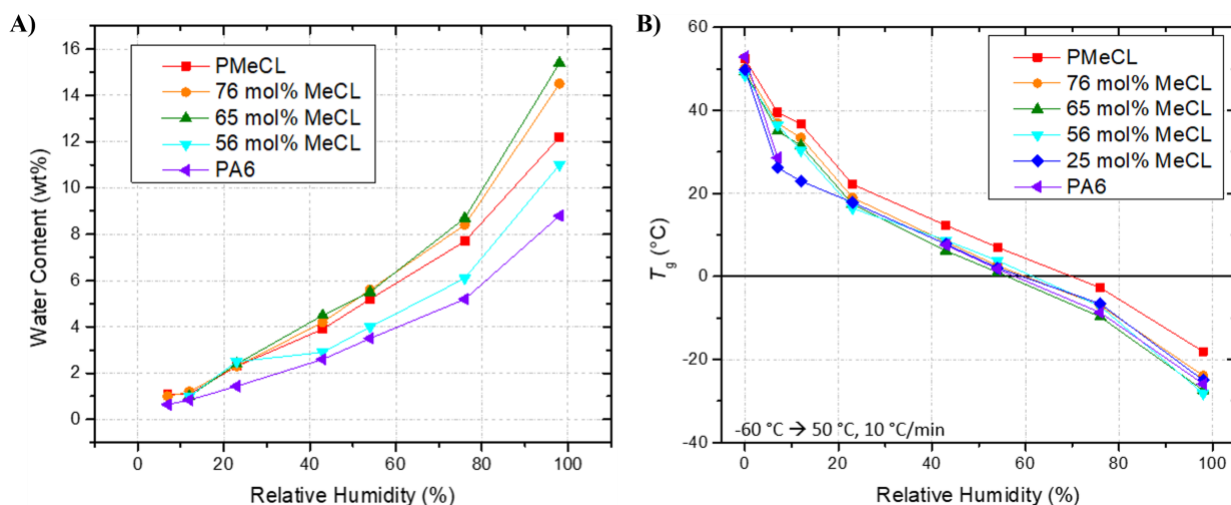 A)
16
14
12
10
8
6
4
2
0
Water Content (wt%)
PMeCL
76 mol% MeCL
65 mol% MeCL
56 mol% MeCL
PA6
0
20
40
60
80
100
Relative Humidity (%)
B)
60
40
20
0
-20
-40
Tg (°C)
PMeCL
76 mol% MeCL
65 mol% MeCL
56 mol% MeCL
25 mol% MeCL
PA6
-60 °C → 50 °C, 10 °C/min
0
20
40
60
80
100
Relative Humidity (%)